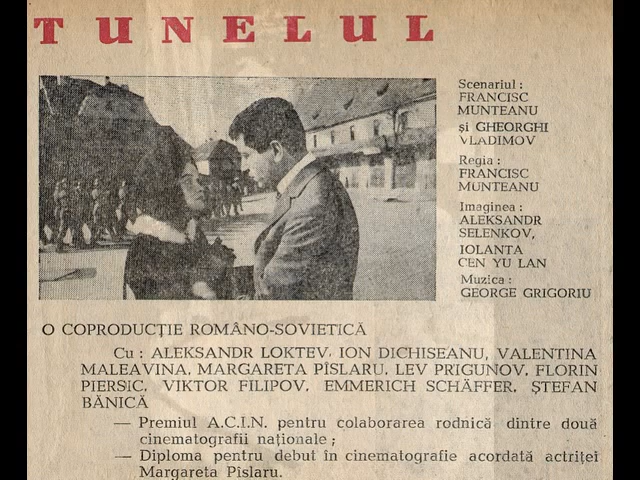 TUNELUL
Scenariul :
FRANCISC
MUNTEANU
și GHEORGHI
VLADIMOV
Regia :
FRANCISC
MUNTEANU
Imaginea :
ALEKSANDR
SELENKOV,
IOLANTA
CEN YU LAN
Muzica :
GEORGE GRIGORIU
O COPRODUCȚIE ROMÂNO-SOVIETICĂ
Cu : ALEKSANDR LOKTEV, ION DICHISEANU, VALENTINA
MALEAVINA, MARGARETA PÎSLARU, LEV PRIGUNOV, FLORIN
PIERSIC, VIKTOR FILIPOV, EMMERICH SCHÄFFER, ȘTEFAN
BĂNICĂ
— Premiul A.C.I.N. pentru colaborarea rodnică dintre două
cinematografii naționale ;
— Diploma pentru debut în cinematografie acordată actriței
Margareta Pîslaru.